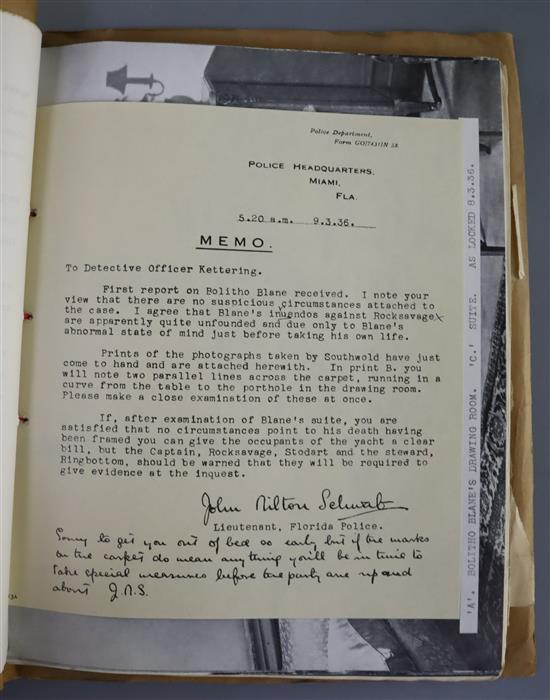 Police Department,
Form GO/7431/N 58
POLICE HEADQUARTERS,
MIAMI,
FLA.
5.20 a.m. 9.3.36.
MEMO.
To Detective Officer Kettering.
First report on Bolitho Blane received. I note your
view that there are no suspicious circumstances attached to
the case. I agree that Blane's inuendos against Rocksavage
are apparently quite unfounded and due only to Blane's
abnormal state of mind just before taking his own life.
Prints of the photographs taken by Southwold have just
come to hand and are attached herewith. In print B. you
will note two parallel lines across the carpet, running in a
curve from the table to the porthole in the drawing room.
Please make a close examination of these at once.
If, after examination of Blane's suite, you are
satisfied that no circumstances point to his death having
been framed you can give the occupants of the yacht a clear
bill, but the Captain, Rocksavage, Stodart and the steward,
Ringbottom, should be warned that they will be required to
give evidence at the inquest.
John Milton Schwab
Lieutenant, Florida Police.
Sorry to get you out of bed so early but if the marks
on the carpet do mean anything you'll be in time to
take special measures before the party are up and
about J.N.S.
'A'. BOLITHO BLANE'S DRAWING ROOM. 'C.' SUITE. AS LOCKED 8.3.36.